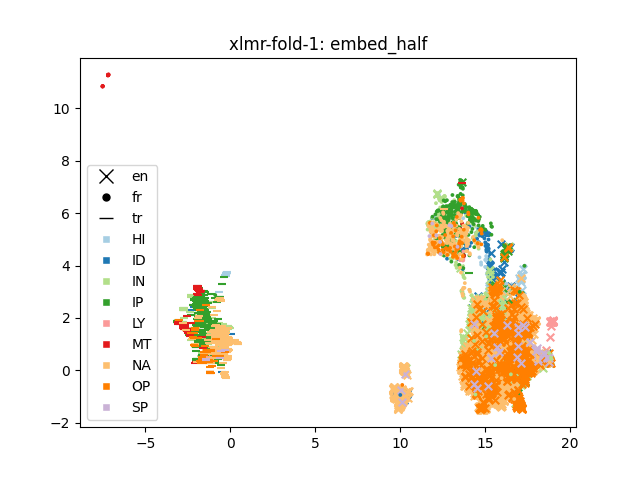 xlmr-fold-1: embed_half
10
8
6
4
2
0
−2
en
fr
tr
HI
ID
IN
IP
LY
MT
NA
OP
SP
−5
0
5
10
15
20